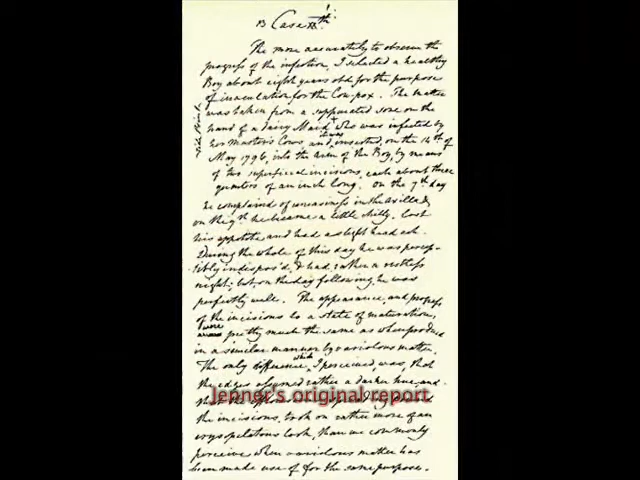 B Case th
The more accurately to observe the
progress of the infection, I selected a healthy
Boy about eight years old for the purpose
of inoculation for the Cow-pox. The matter
was taken from a suppurated sore on the
hand of a Dairy Maid who was infected by
her Master's Cows and it was inserted, on the 14th of
May 1796, into the arm of the Boy, by means
of two superficial incisions, each about three
quarters of an inch long. On the 7th day
he complained of uneasiness in the axilla &
on the 9th he became a little chilly, lost
his appetite and had a slight head ach.
During the whole of this day he was percep-
tibly indispos'd, & had rather a restless
night; but, on the day following, he was
perfectly well. The appearance, and progress
of the incisions to a state of maturation,
were pretty much the same as when produced
in a similar manner by variolous matter.
The only difference, which I perceived, was, that
the edges assumed rather a darker hue, and
that
Jenner's original report
the incisions, took on rather more of an
erysipelatous look, than we commonly
perceive when variolous matter has
been made use of for the same purpose.